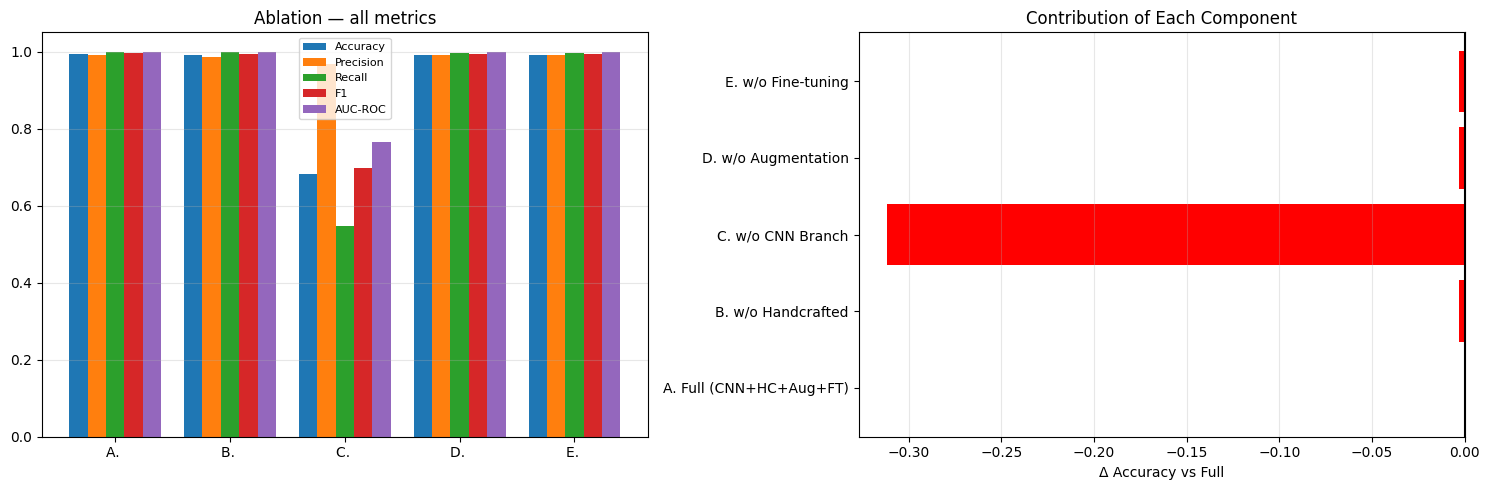 Ablation — all metrics
1.0
0.8
0.6
0.4
0.2
0.0
Accuracy
Precision
Recall
F1
AUC-ROC
A.
B.
C.
D.
E.
Contribution of Each Component
E. w/o Fine-tuning
D. w/o Augmentation
C. w/o CNN Branch
B. w/o Handcrafted
A. Full (CNN+HC+Aug+FT)
−0.30
−0.25
−0.20
−0.15
−0.10
−0.05
0.00
Δ Accuracy vs Full